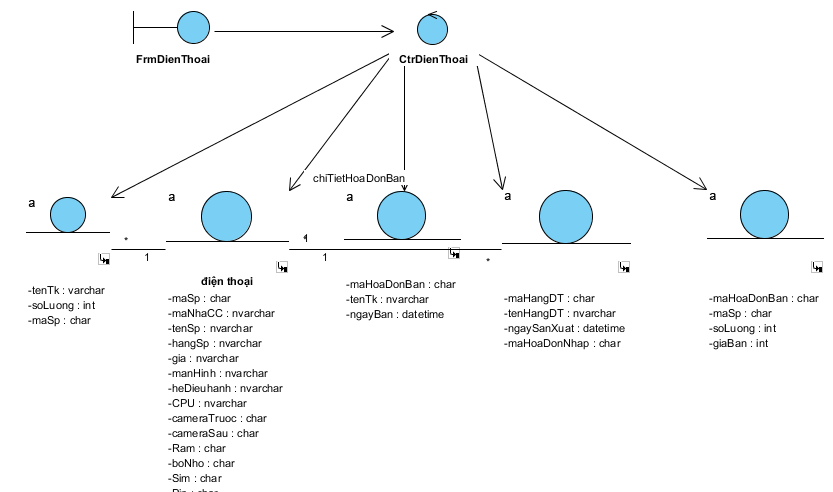 FrmDienThoai
CtrDienThoai
chiTietHoaDonBan
a
a
a
a
a
*
1
1
1
*
-tenTk : varchar
-soLuong : int
-maSp : char
điện thoại
-maSp : char
-maNhaCC : nvarchar
-tenSp : nvarchar
-hangSp : nvarchar
-gia : nvarchar
-manHinh : nvarchar
-heDieuhanh : nvarchar
-CPU : nvarchar
-cameraTruoc : char
-cameraSau : char
-Ram : char
-boNho : char
-Sim : char
-Pin : char
-maHoaDonBan : char
-tenTk : nvarchar
-ngayBan : datetime
-maHangDT : char
-tenHangDT : nvarchar
-ngaySanXuat : datetime
-maHoaDonNhap : char
-maHoaDonBan : char
-maSp : char
-soLuong : int
-giaBan : int